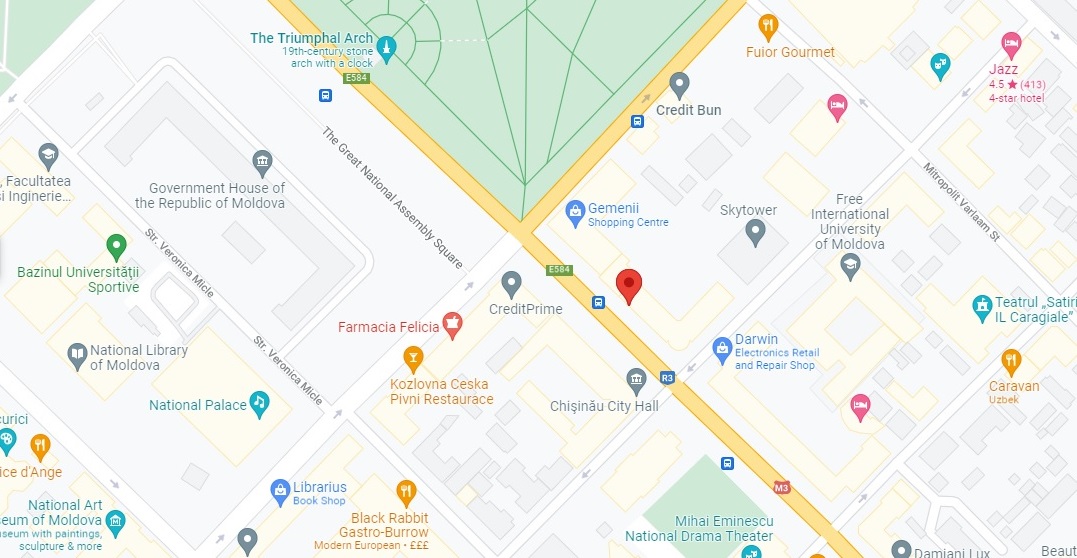 The Triumphal Arch
19th-century stone
arch with a clock
E584
Fuior Gourmet
Jazz
4.5 ★ (413)
4-star hotel
Credit Bun
The Great National Assembly Square
, Facultatea
și Inginerie...
Government House of
the Republic of Moldova
Mitropolit Varlaam St
Free
International
University
of Moldova
Gemenii
Shopping Centre
Skytower
Str. Veronica Micle
Bazinul Universității
Sportive
E584
CreditPrime
Teatrul „Satiri
IL Caragiale”
Farmacia Felicia
Str. Veronica Micle
National Library
of Moldova
Darwin
Electronics Retail
and Repair Shop
Kozlovna Ceska
Pivni Restaurace
R3
Caravan
Uzbek
National Palace
Chişinău City Hall
curici
ice d'Ange
Librarius
Book Shop
M3
National Art
seum of Moldova
useum with paintings,
sculpture & more
Black Rabbit
Gastro-Burrow
Modern European • £££
Mihai Eminescu
National Drama Theater
Damiani Lux
Beaut